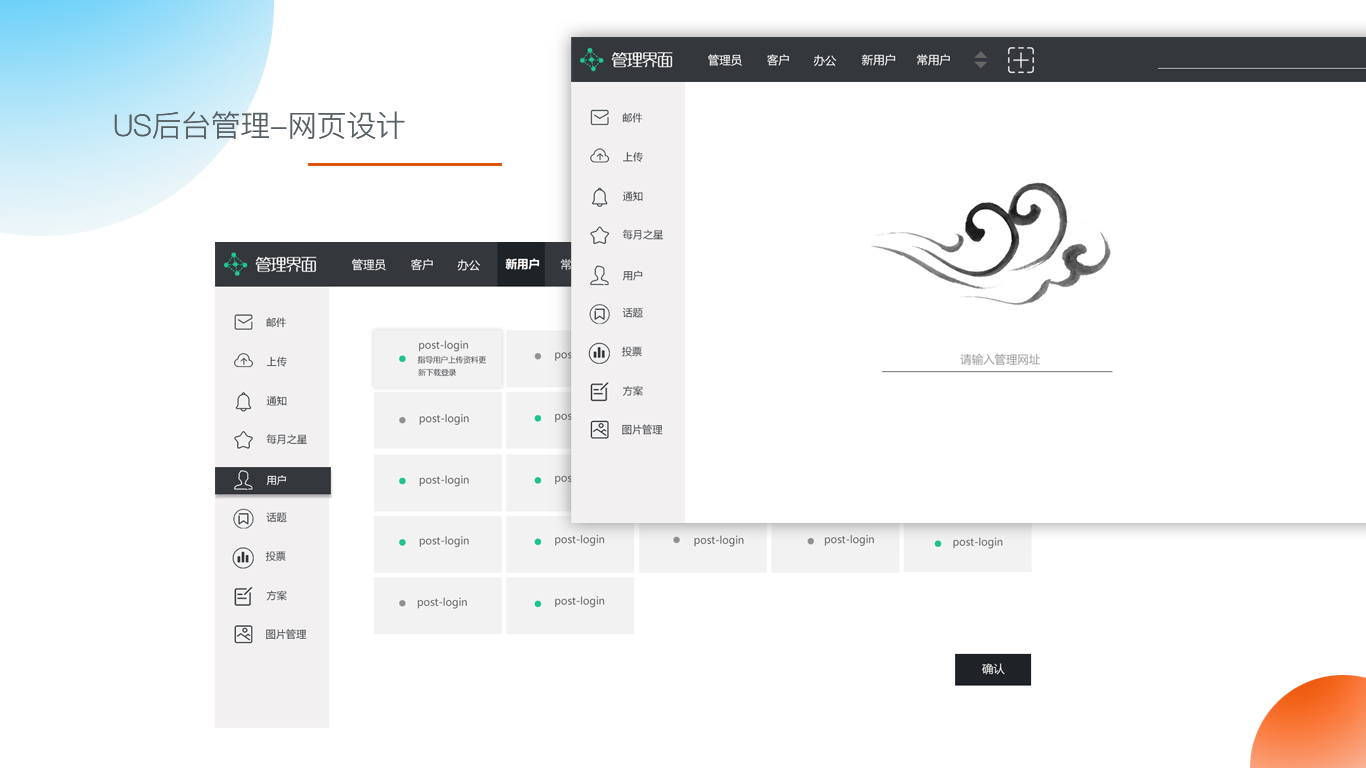 US后台管理-网页设计
管理界面 管理员 客户 办公 新用户 常用户
邮件
上传
通知
每月之星
用户
话题
投票
方案
图片管理
请输入管理网址
管理界面 管理员 客户 办公 新用户 常
邮件
上传
通知
每月之星
用户
话题
投票
方案
图片管理
post-login
指导用户上传资料更
新下载登录
pos
post-login pos
post-login pos
post-login post-login post-login post-login post-login
post-login post-login
确认